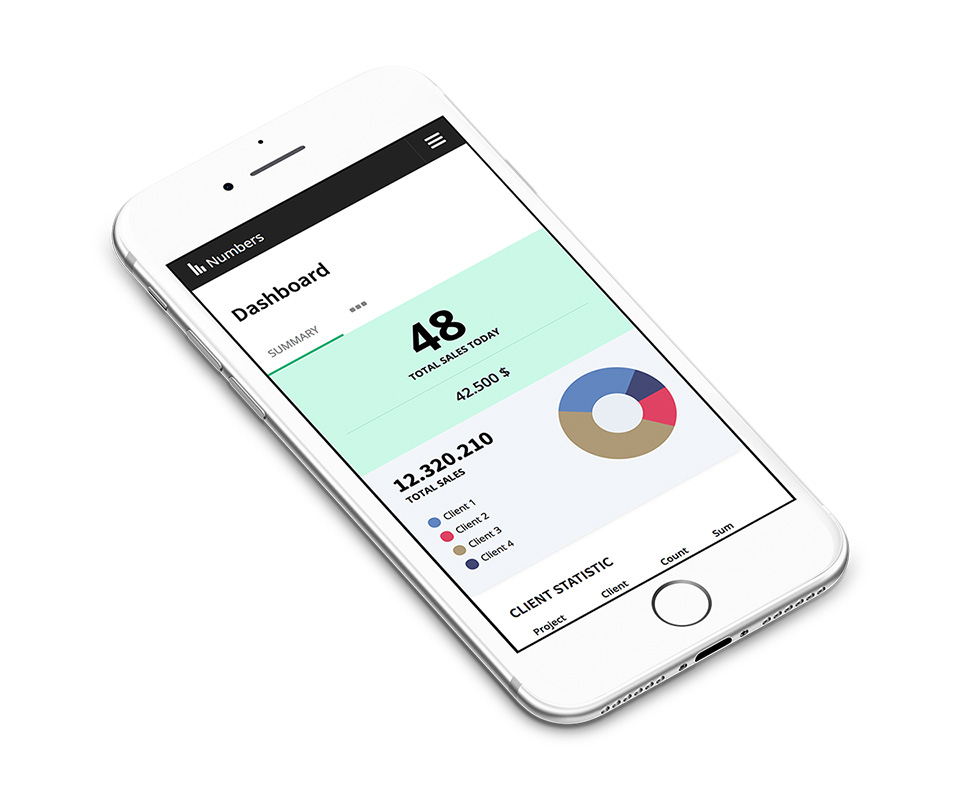 Numbers
Dashboard
SUMMARY
48
TOTAL SALES TODAY
42.500 $
12.320.210
TOTAL SALES
Client 1
Client 2
Client 3
Client 4
CLIENT STATISTIC
Project Client Count Sum